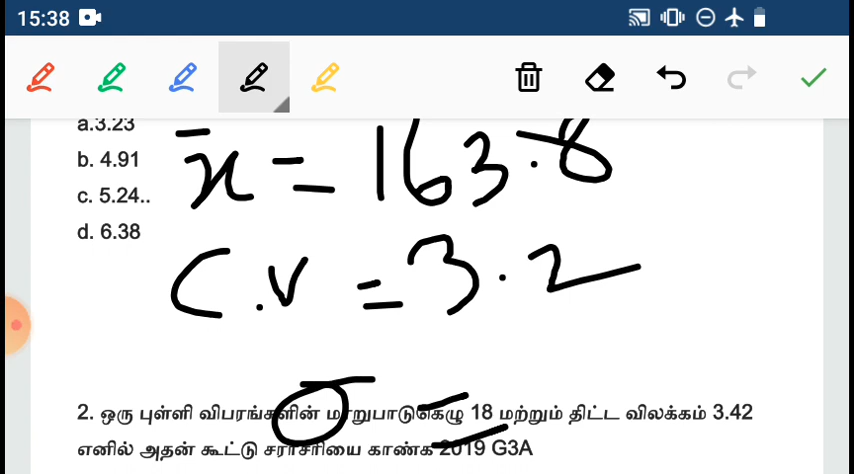 15:38
a.3.23
x̄ = 163.8
b. 4.91
c. 5.24..
d. 6.38
C.V = 3.2
σ =
2. ஒரு புள்ளி விபரங்களின் மாறுபாடுகெழு 18 மற்றும் திட்ட விலக்கம் 3.42
எனில் அதன் கூட்டு சராசரியை காண்க 2019 G3A